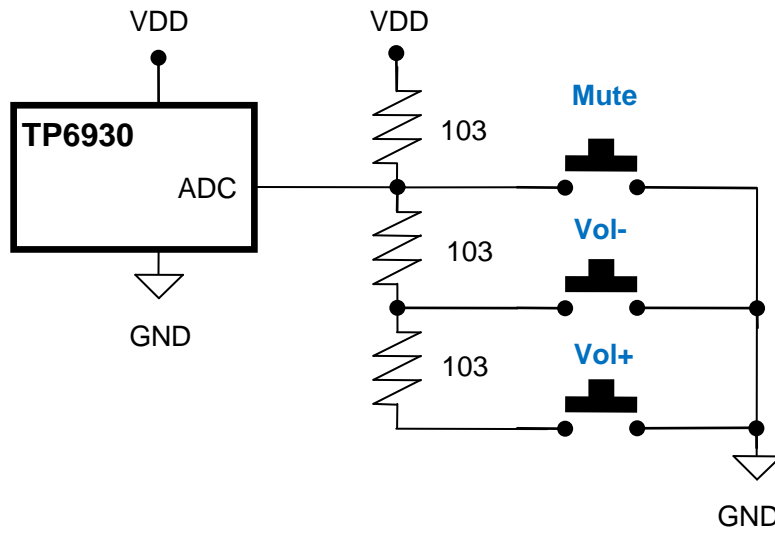 VDD
VDD
Mute
103
TP6930
ADC
Vol-
103
GND
Vol+
103
GND